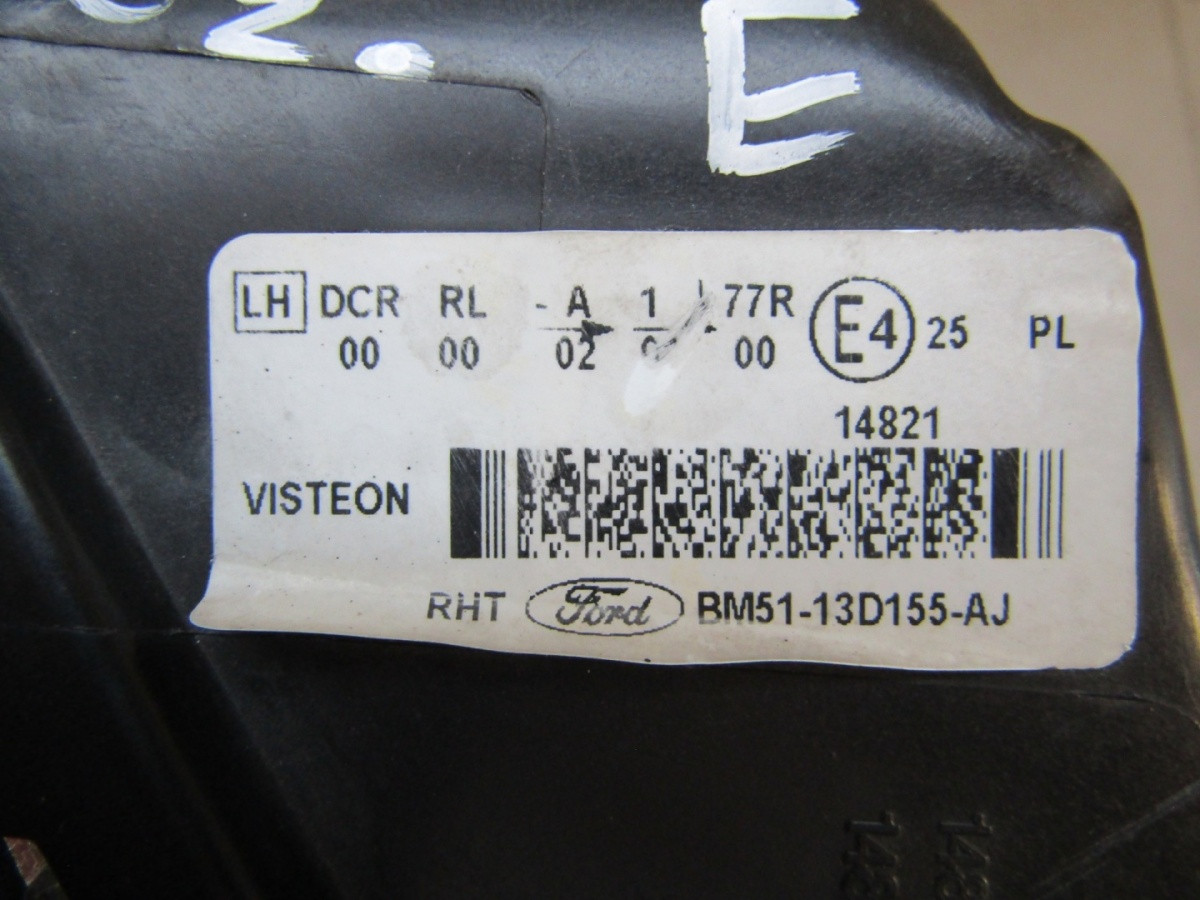 2.
E
LH DCR RL - A 1 77R E4 25 PL
00 00 02 00
14821
VISTEON
RHT Ford BM51-13D155-AJ